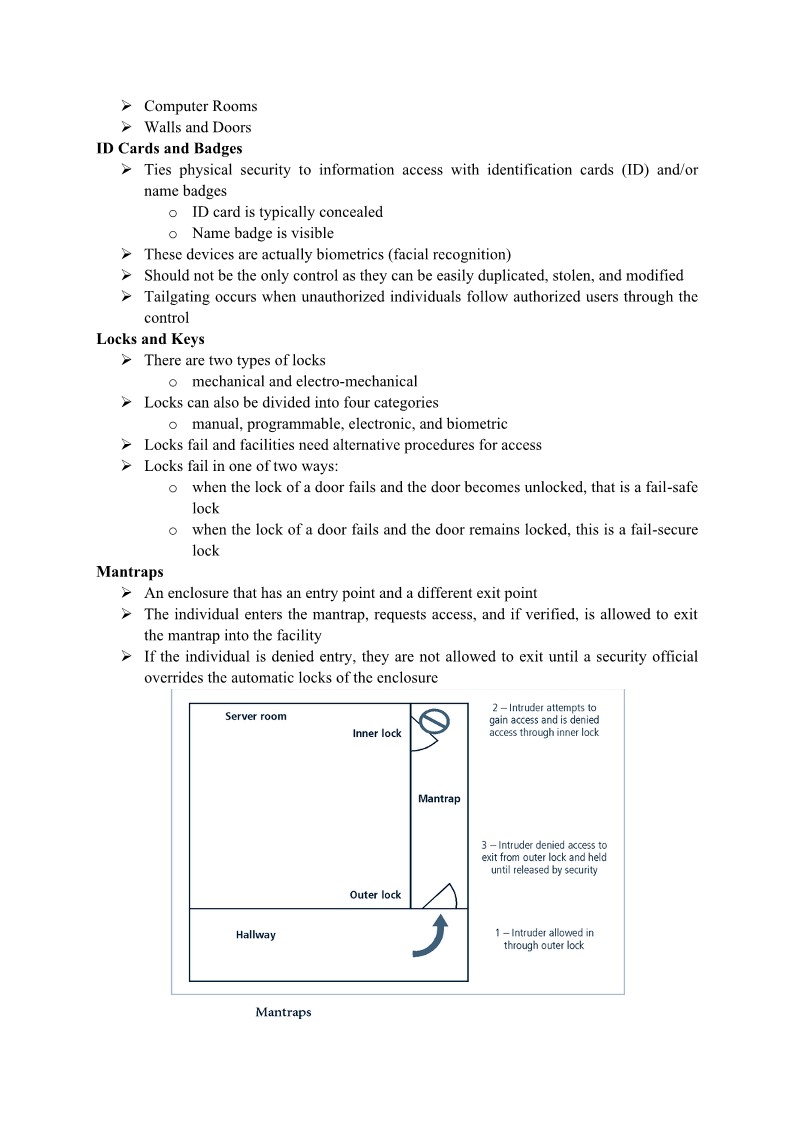 ➢ Computer Rooms
➢ Walls and Doors
ID Cards and Badges
➢ Ties physical security to information access with identification cards (ID) and/or
name badges
o ID card is typically concealed
o Name badge is visible
➢ These devices are actually biometrics (facial recognition)
➢ Should not be the only control as they can be easily duplicated, stolen, and modified
➢ Tailgating occurs when unauthorized individuals follow authorized users through the
control
Locks and Keys
➢ There are two types of locks
o mechanical and electro-mechanical
➢ Locks can also be divided into four categories
o manual, programmable, electronic, and biometric
➢ Locks fail and facilities need alternative procedures for access
➢ Locks fail in one of two ways:
o when the lock of a door fails and the door becomes unlocked, that is a fail-safe
lock
o when the lock of a door fails and the door remains locked, this is a fail-secure
lock
Mantraps
➢ An enclosure that has an entry point and a different exit point
➢ The individual enters the mantrap, requests access, and if verified, is allowed to exit
the mantrap into the facility
➢ If the individual is denied entry, they are not allowed to exit until a security official
overrides the automatic locks of the enclosure
Server room
Inner lock
2 – Intruder attempts to
gain access and is denied
access through inner lock
Mantrap
3 – Intruder denied access to
exit from outer lock and held
until released by security
Outer lock
Hallway
1 – Intruder allowed in
through outer lock
Mantraps